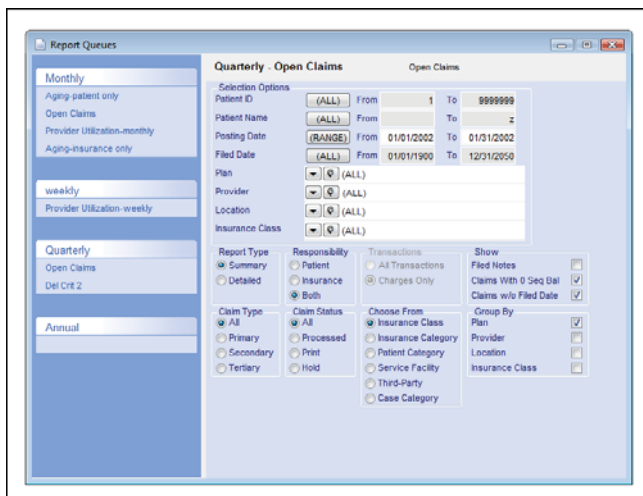 Report Queues
Monthly
Aging-patient only
Open Claims
Provider Utilization-monthly
Aging-insurance only
weekly
Provider Utilization-weekly
Quarterly
Open Claims
Del Crit 2
Annual
Quarterly - Open Claims Open Claims
Selection Options
Patient ID (ALL) From 1 To 9999999
Patient Name (ALL) From To z
Posting Date (RANGE) From 01/01/2002 To 01/31/2002
Filed Date (ALL) From 01/01/1900 To 12/31/2050
Plan (ALL)
Provider (ALL)
Location (ALL)
Insurance Class (ALL)
Report Type Responsibility Transactions Show
Summary Patient All Transactions Filed Notes
Detailed Insurance Charges Only Claims With 0 Seq Bal
Both Claims w/o Filed Date
Claim Type Claim Status Choose From Group By
All All Insurance Class Plan
Primary Processed Insurance Category Provider
Secondary Print Patient Category Location
Tertiary Hold Service Facility Insurance Class
Third-Party
Case Category